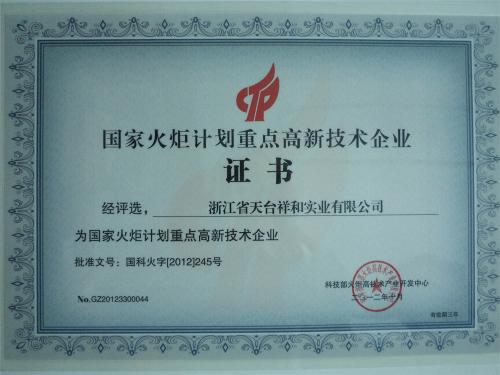 CTP
国家火炬计划重点高新技术企业
证书
经评选，浙江省天台祥和实业有限公司
为国家火炬计划重点高新技术企业
批准文号：国科火字[2012]245号
科技部火炬高技术产业开发中心
二〇一二年十月
No.GZ20123300044
有效期三年